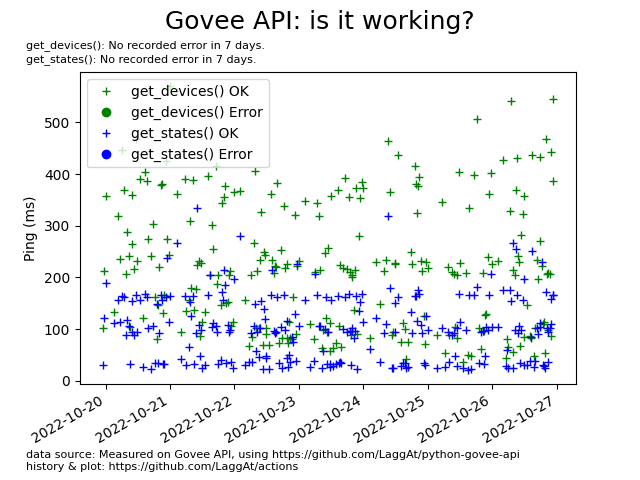 Govee API: is it working?
get_devices(): No recorded error in 7 days.
get_states(): No recorded error in 7 days.
get_devices() OK
get_devices() Error
get_states() OK
get_states() Error
Ping (ms)
500
400
300
200
100
0
2022-10-20
2022-10-21
2022-10-22
2022-10-23
2022-10-24
2022-10-25
2022-10-26
2022-10-27
data source: Measured on Govee API, using https://github.com/LaggAt/python-govee-api
history & plot: https://github.com/LaggAt/actions